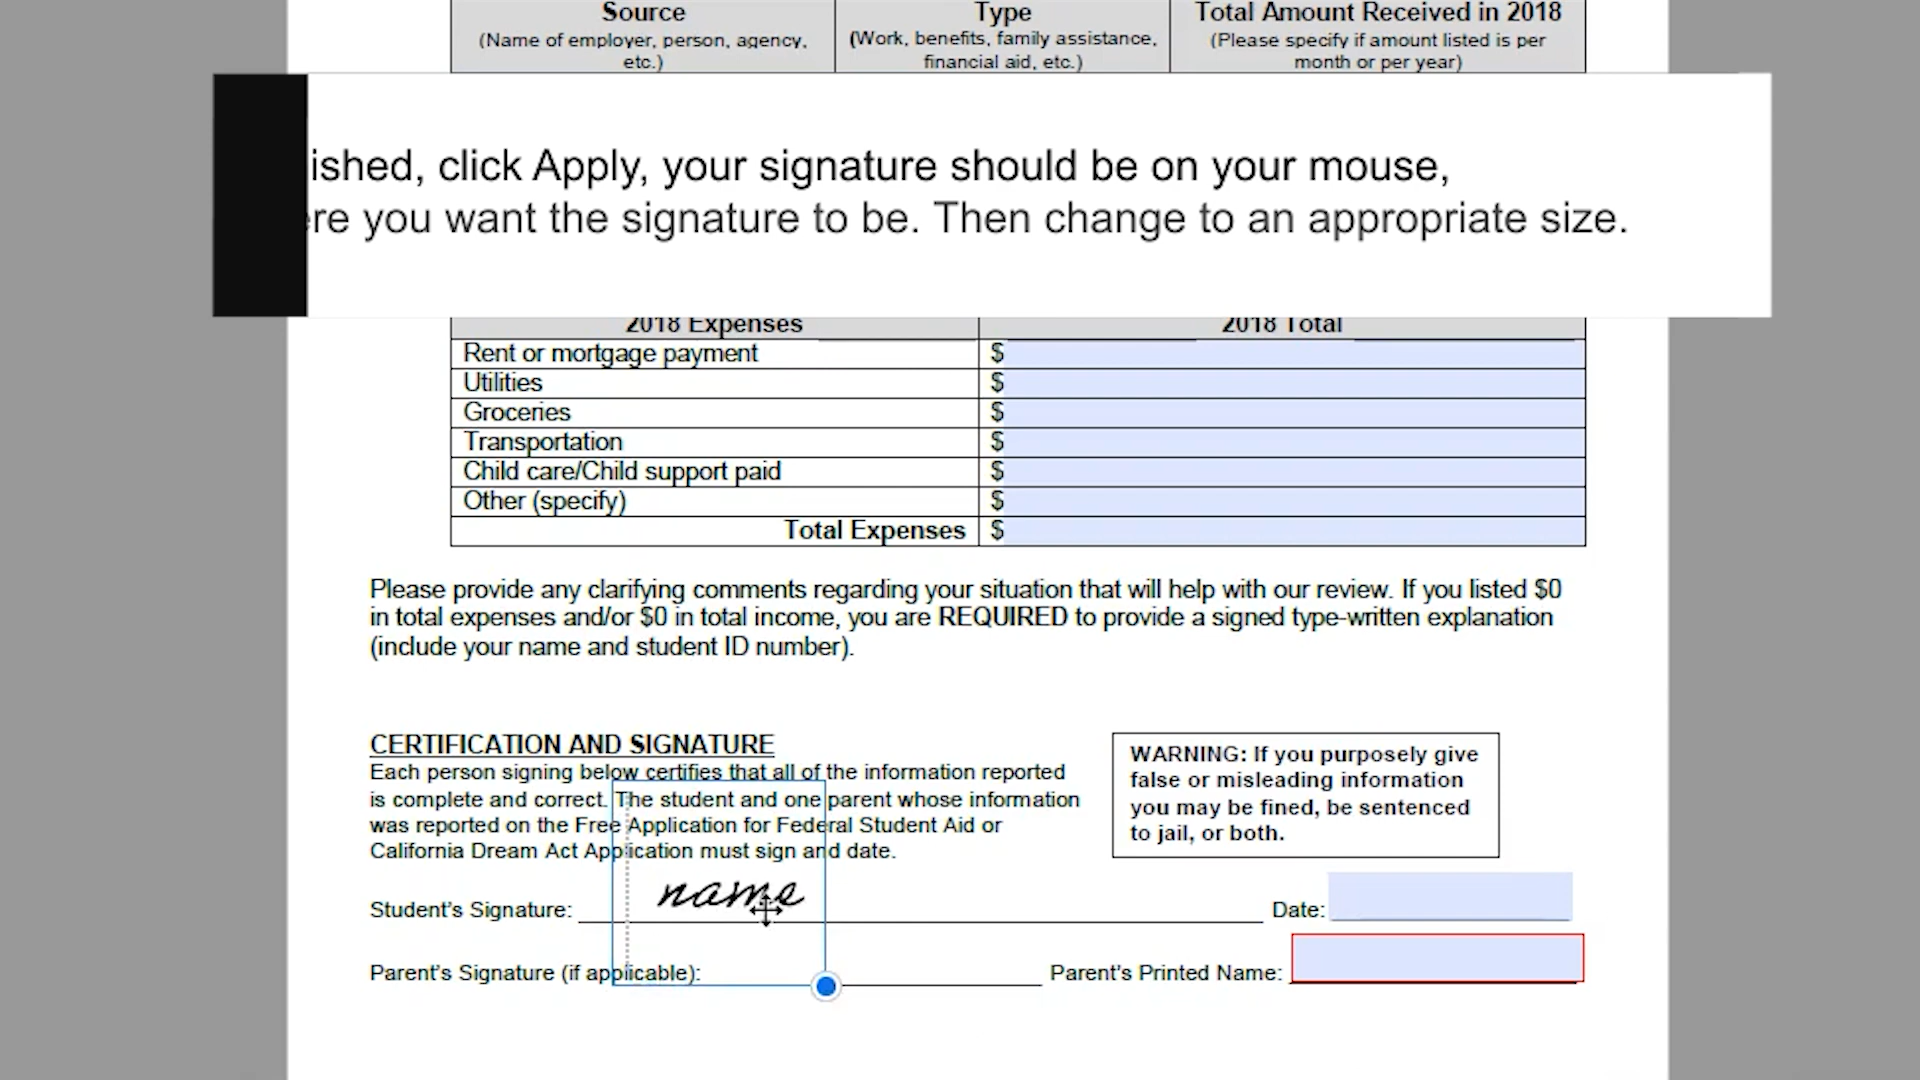 Source
(Name of employer, person, agency,
etc.)
Type
(Work, benefits, family assistance,
financial aid, etc.)
Total Amount Received in 2018
(Please specify if amount listed is per
month or per year)
ished, click Apply, your signature should be on your mouse,
ere you want the signature to be. Then change to an appropriate size.
2018 Expenses 2018 Total
Rent or mortgage payment $
Utilities $
Groceries $
Transportation $
Child care/Child support paid $
Other (specify) $
Total Expenses $
Please provide any clarifying comments regarding your situation that will help with our review. If you listed $0
in total expenses and/or $0 in total income, you are REQUIRED to provide a signed type-written explanation
(include your name and student ID number).
CERTIFICATION AND SIGNATURE
Each person signing below certifies that all of the information reported
is complete and correct. The student and one parent whose information
was reported on the Free Application for Federal Student Aid or
California Dream Act Application must sign and date.
WARNING: If you purposely give
false or misleading information
you may be fined, be sentenced
to jail, or both.
Student's Signature: name Date:
Parent's Signature (if applicable): Parent's Printed Name: